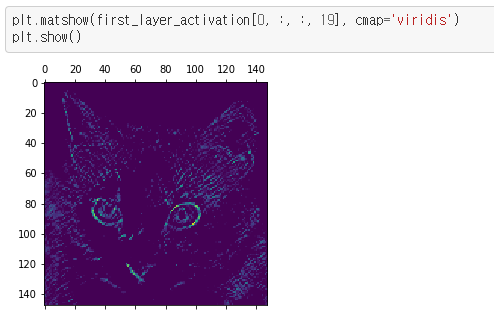 plt.matshow(first_layer_activation[0, :, :, 19], cmap='viridis')
plt.show()
0 20 40 60 80 100 120 140
0
20
40
60
80
100
120
140